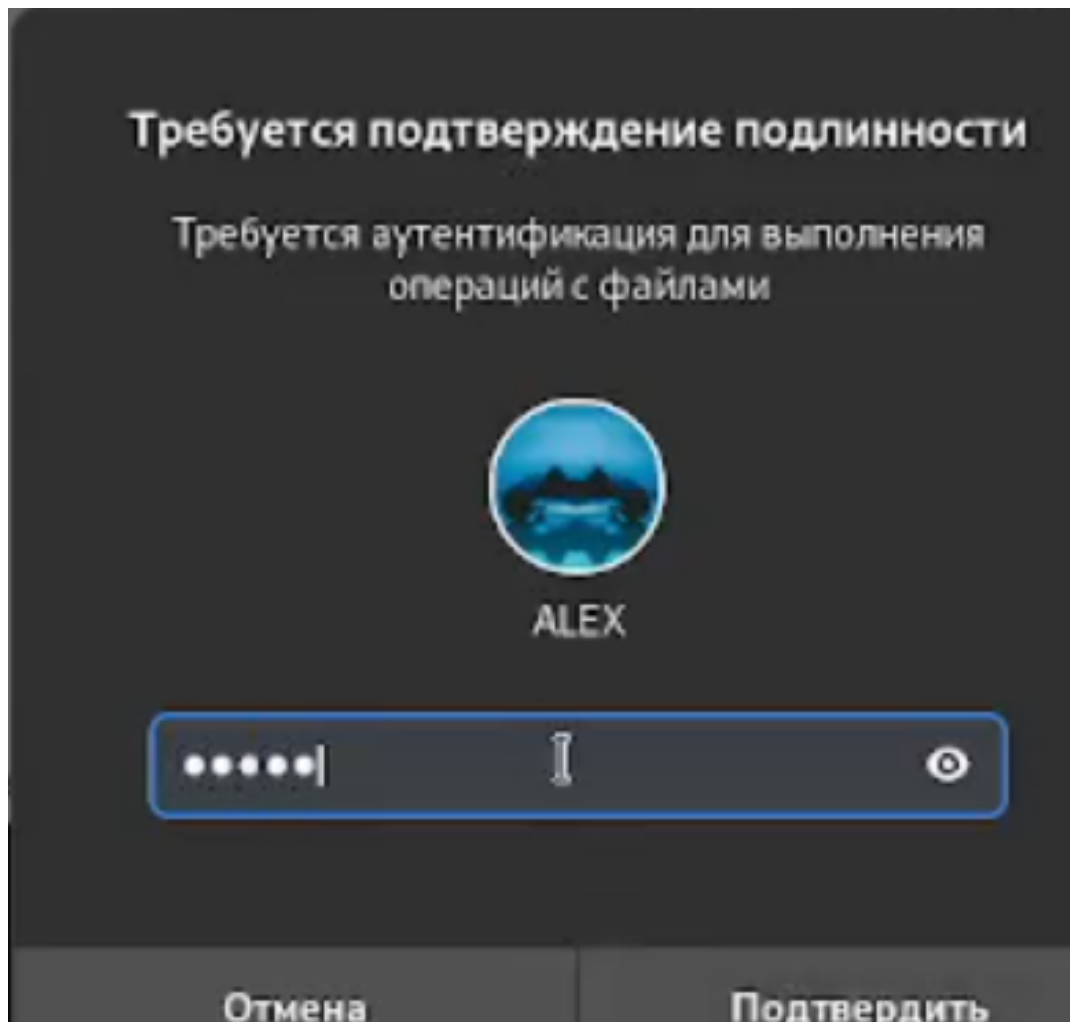 Требуется подтверждение подлинности
Требуется аутентификация для выполнения
операций с файлами
ALEX
Отмена
Подтвердить